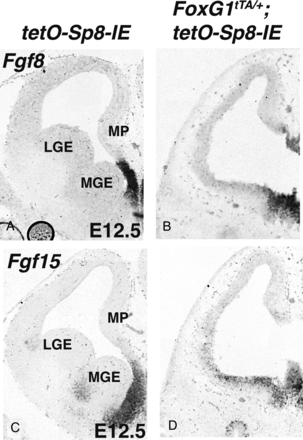 FoxG1tTA/+;
tetO-Sp8-IE tetO-Sp8-IE
Fgf8
LGE
MP
MGE
A
E12.5
B
Fgf15
MP
LGE
MGE
C
E12.5
D